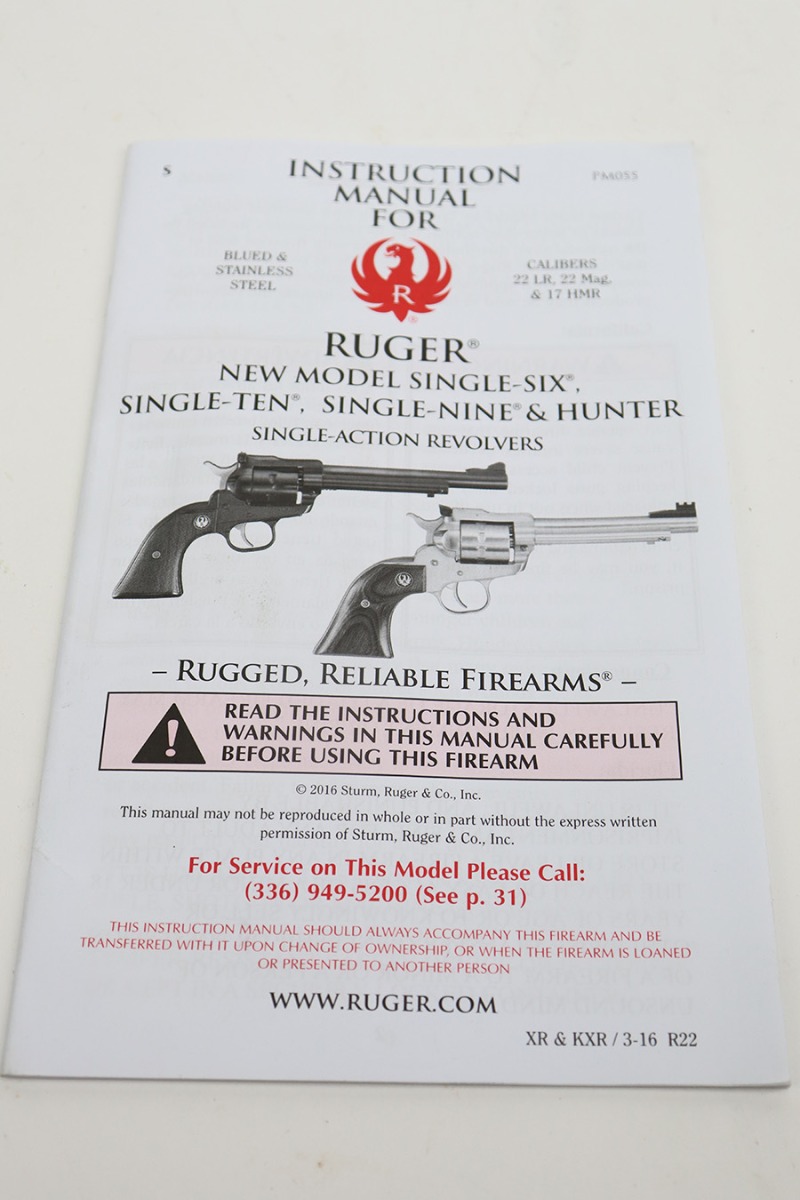 S
INSTRUCTION
MANUAL
FOR
PM055
BLUED &
STAINLESS
STEEL
R
®
CALIBERS
22 LR, 22 Mag.
& 17 HMR
RUGER®
NEW MODEL SINGLE-SIX®,
SINGLE-TEN®, SINGLE-NINE® & HUNTER
SINGLE-ACTION REVOLVERS
– RUGGED, RELIABLE FIREARMS® –
READ THE INSTRUCTIONS AND
WARNINGS IN THIS MANUAL CAREFULLY
BEFORE USING THIS FIREARM
© 2016 Sturm, Ruger & Co., Inc.
This manual may not be reproduced in whole or in part without the express written
permission of Sturm, Ruger & Co., Inc.
For Service on This Model Please Call:
(336) 949-5200 (See p. 31)
THIS INSTRUCTION MANUAL SHOULD ALWAYS ACCOMPANY THIS FIREARM AND BE
TRANSFERRED WITH IT UPON CHANGE OF OWNERSHIP, OR WHEN THE FIREARM IS LOANED
OR PRESENTED TO ANOTHER PERSON
WWW.RUGER.COM
XR & KXR / 3-16 R22